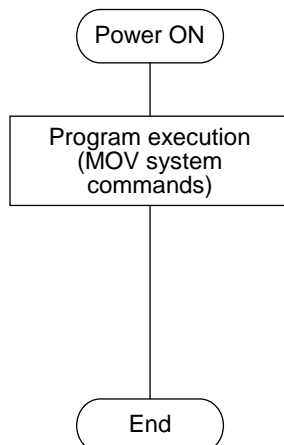 Power ON
Program execution
(MOV system
commands)
End